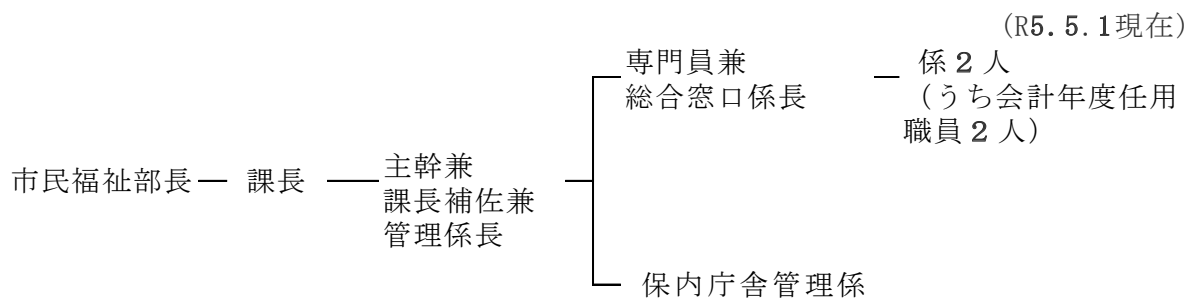 (R5.5.1現在)
専門員兼
総合窓口係長
係2人
(うち会計年度任用
職員2人)
市民福祉部長
課長
主幹兼
課長補佐兼
管理係長
保内庁舎管理係